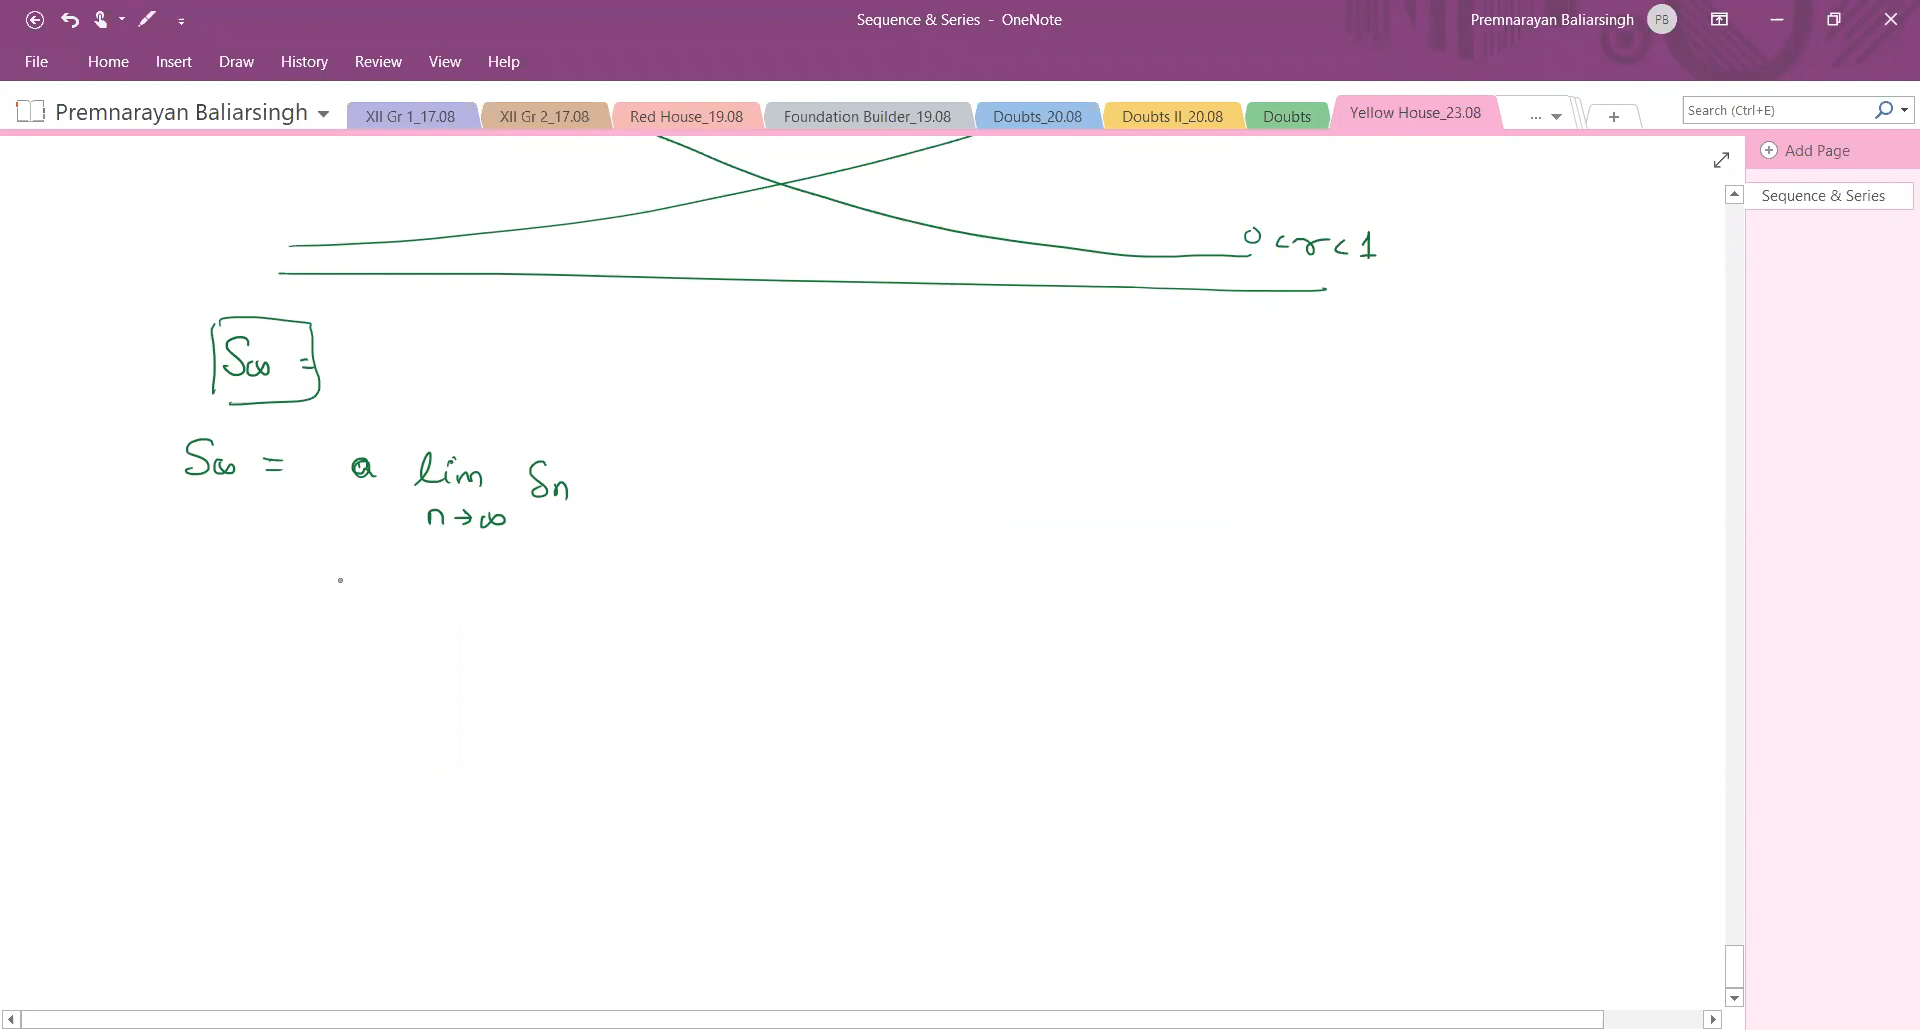 Sequence & Series - OneNote
Premnarayan Baliarsingh
PB
File Home Insert Draw History Review View Help
Premnarayan Baliarsingh
XII Gr 1_17.08
XII Gr 2_17.08
Red House_19.08
Foundation Builder_19.08
Doubts_20.08
Doubts II_20.08
Doubts
Yellow House_23.08
...
+
Search (Ctrl+E)
Add Page
Sequence & Series
0 < r < 1
S∞ =
S∞ = a lim Sn
n → ∞